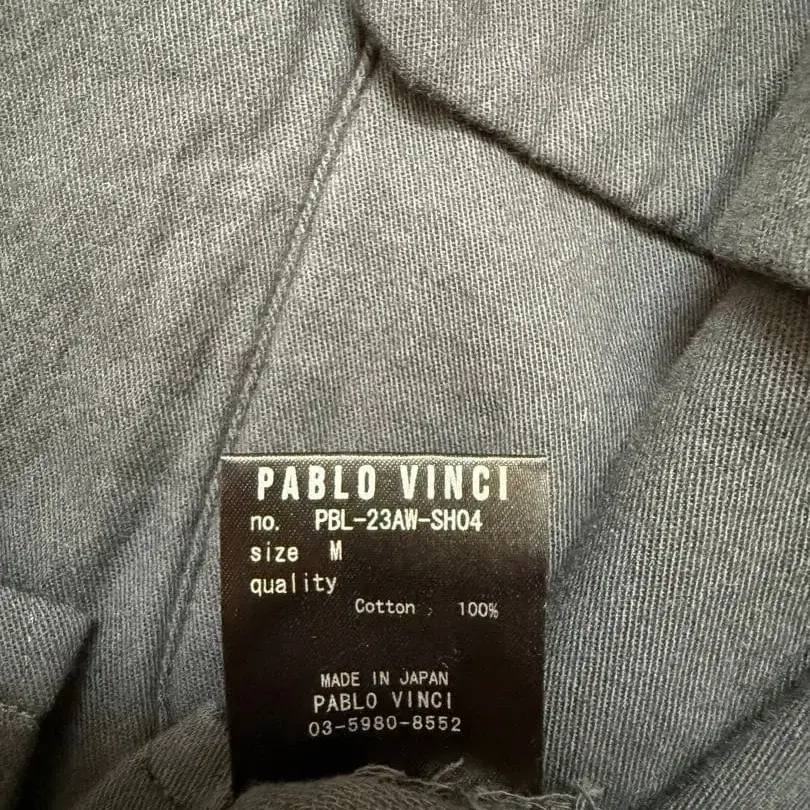 PABLO VINCI
no. PBL-23AW-SH04
size M
quality
Cotton 100%
MADE IN JAPAN
PABLO VINCI
03-5980-8552